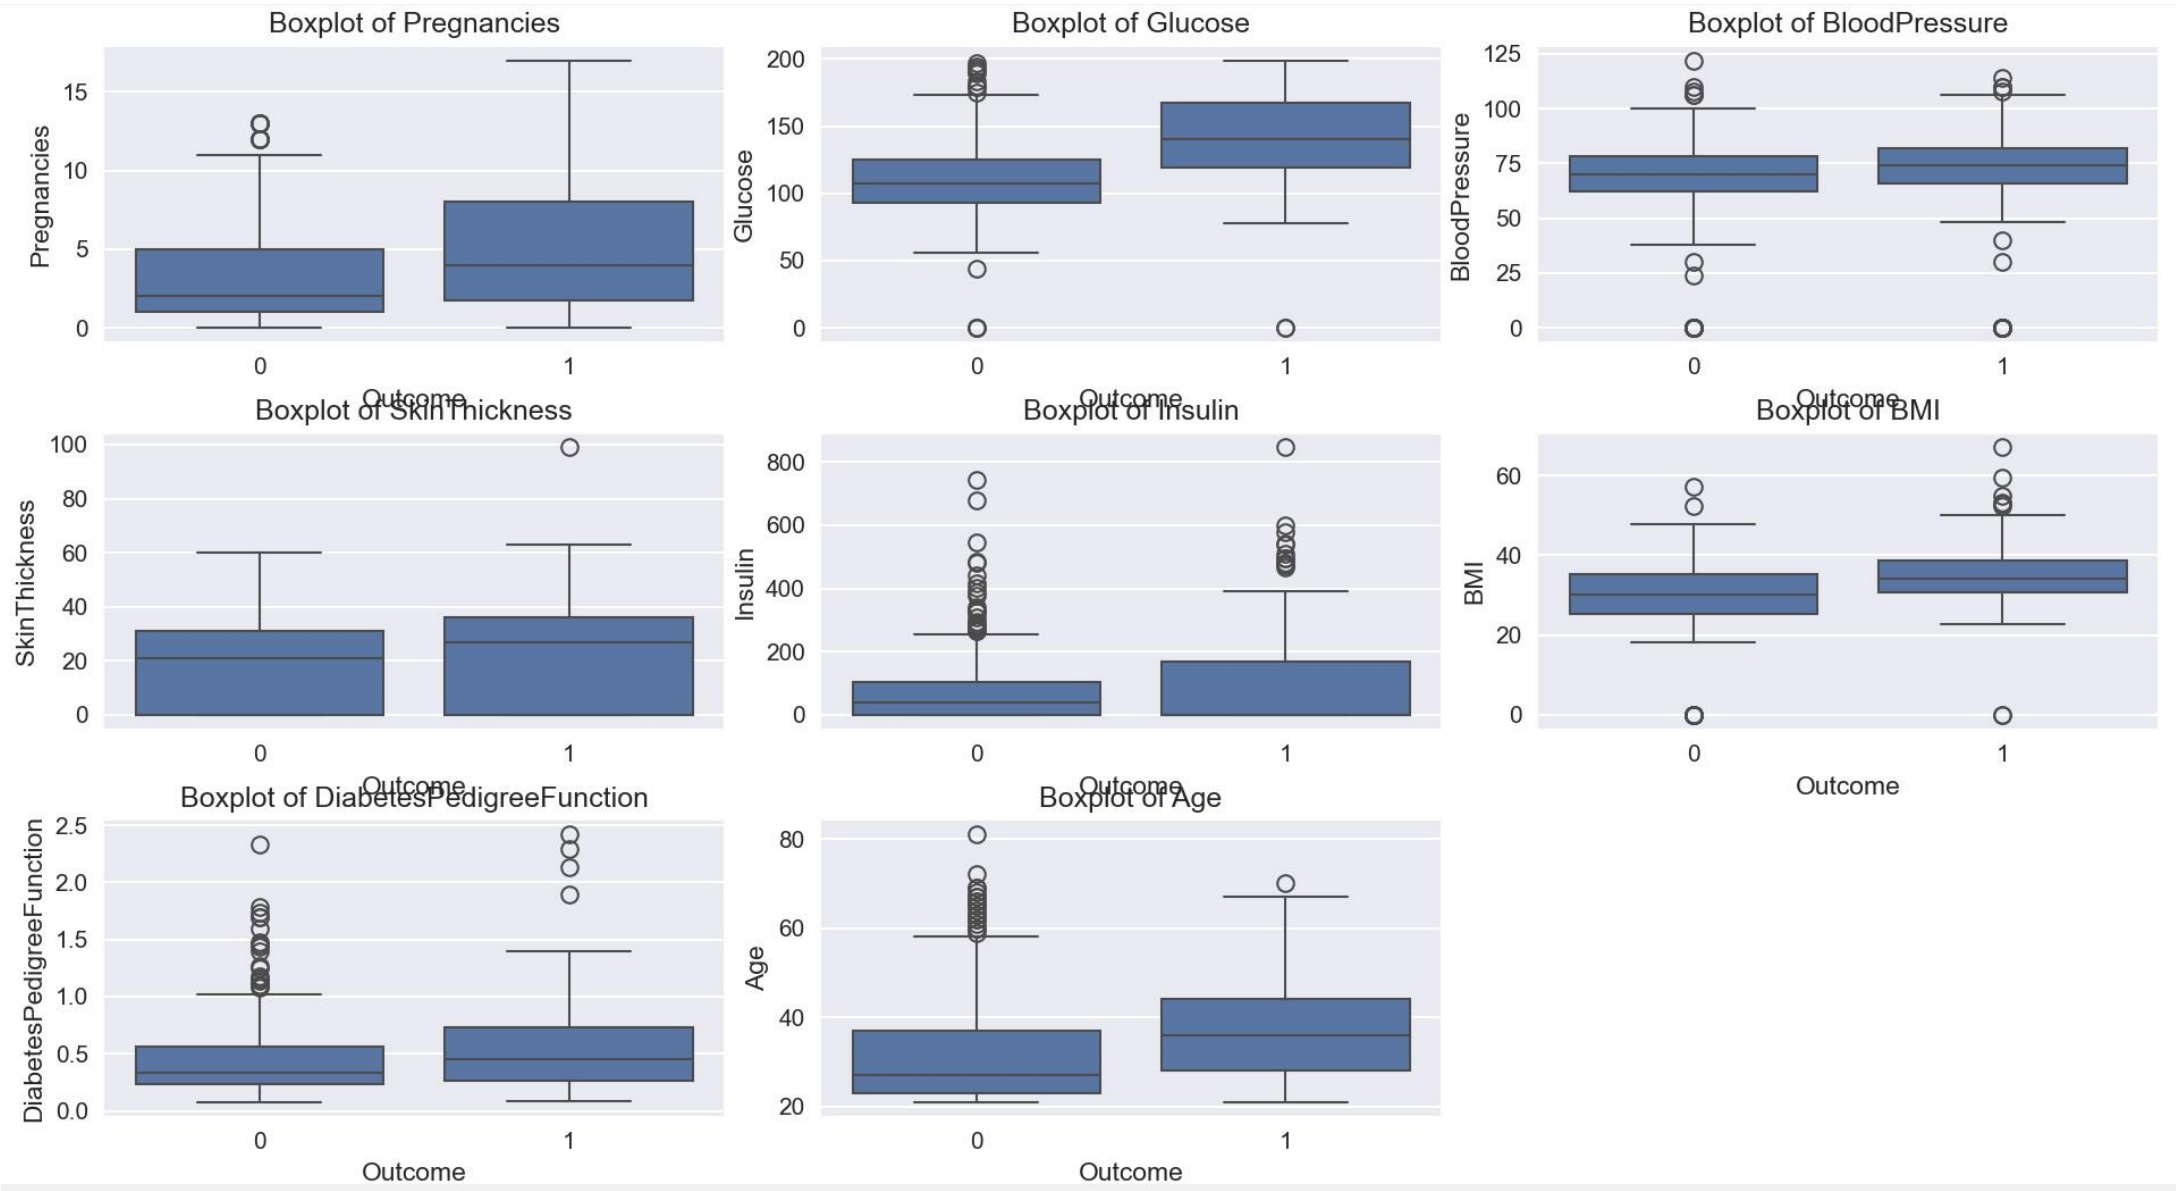 Boxplot of Pregnancies
Pregnancies
15
10
5
0
0 1
Outcome
Boxplot of Glucose
Glucose
200
150
100
50
0
0 1
Outcome
Boxplot of BloodPressure
BloodPressure
125
100
75
50
25
0
0 1
Outcome
Boxplot of SkinThickness
SkinThickness
100
80
60
40
20
0
0 1
Outcome
Boxplot of Insulin
Insulin
800
600
400
200
0
0 1
Outcome
Boxplot of BMI
BMI
60
40
20
0
0 1
Outcome
Boxplot of DiabetesPedigreeFunction
DiabetesPedigreeFunction
2.5
2.0
1.5
1.0
0.5
0.0
0 1
Outcome
Boxplot of Age
Age
80
60
40
20
0 1
Outcome